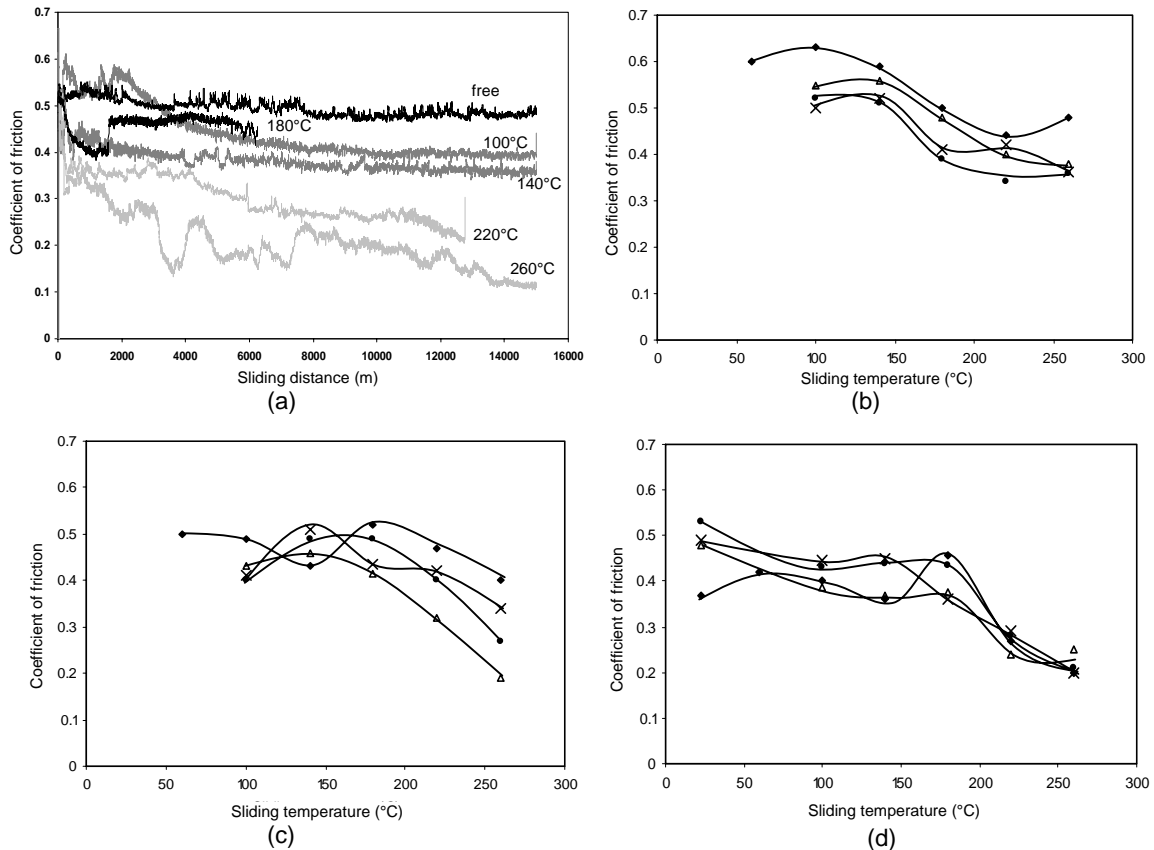 0.7
0.6
0.5
0.4
0.3
0.2
0.1
0
Coefficient of friction
free
180°C
100°C
140°C
220°C
260°C
0 2000 4000 6000 8000 10000 12000 14000 16000
Sliding distance (m)
(a)
0.7
0.6
0.5
0.4
0.3
0.2
0.1
0
Coefficient of friction
0 50 100 150 200 250 300
Sliding temperature (°C)
(b)
0.7
0.6
0.5
0.4
0.3
0.2
0.1
0
Coefficient of friction
0 50 100 150 200 250 300
Sliding temperature (°C)
(c)
0.7
0.6
0.5
0.4
0.3
0.2
0.1
0
Coefficient of friction
0 50 100 150 200 250 300
Sliding temperature (°C)
(d)